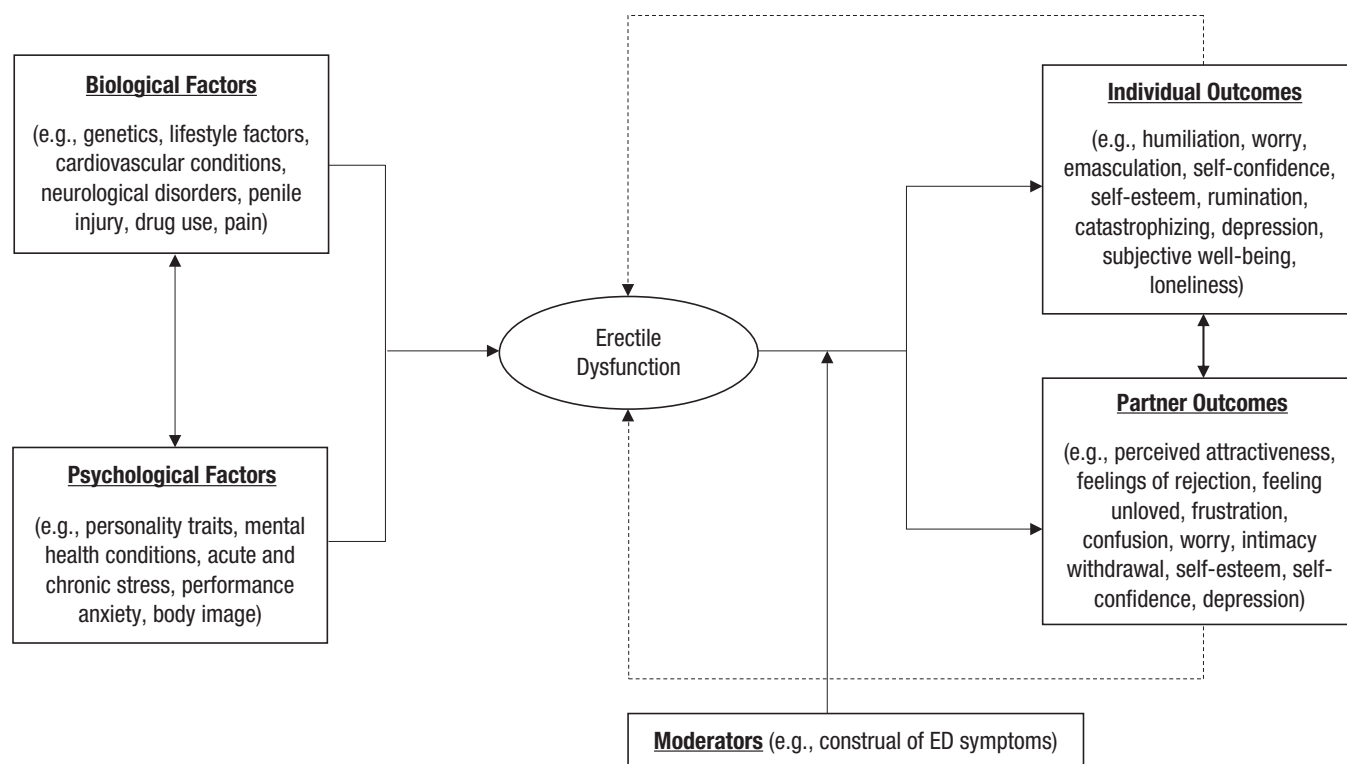 Biological Factors
(e.g., genetics, lifestyle factors,
cardiovascular conditions,
neurological disorders, penile
injury, drug use, pain)
Psychological Factors
(e.g., personality traits, mental
health conditions, acute and
chronic stress, performance
anxiety, body image)
Erectile
Dysfunction
Individual Outcomes
(e.g., humiliation, worry,
emasculation, self-confidence,
self-esteem, rumination,
catastrophizing, depression,
subjective well-being,
loneliness)
Partner Outcomes
(e.g., perceived attractiveness,
feelings of rejection, feeling
unloved, frustration,
confusion, worry, intimacy
withdrawal, self-esteem, self-
confidence, depression)
Moderators (e.g., construal of ED symptoms)